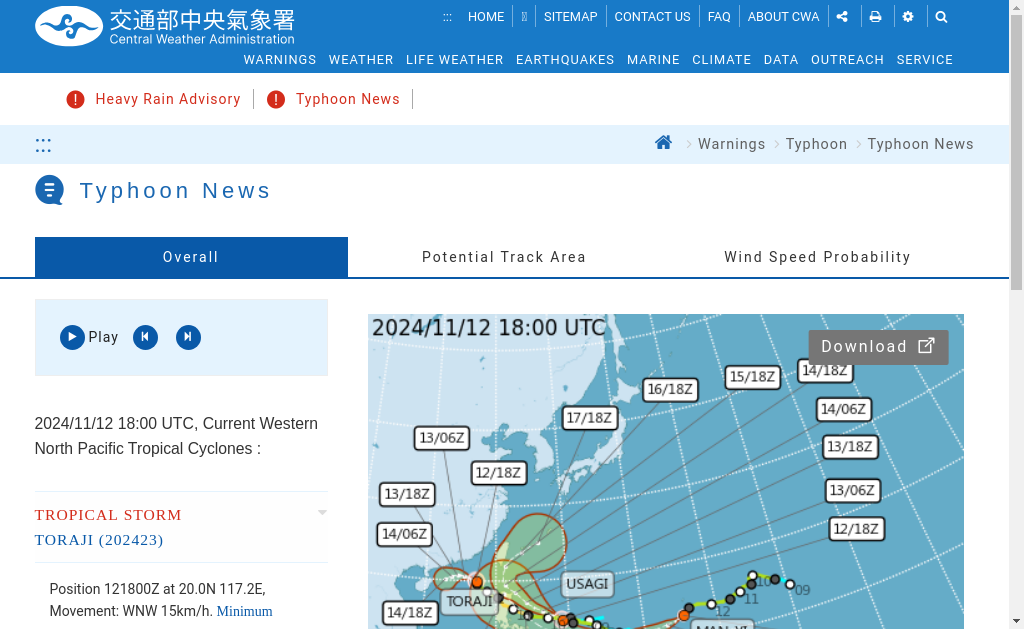 交通部中央氣象署
Central Weather Administration
::: HOME SITEMAP CONTACT US FAQ ABOUT CWA
WARNINGS WEATHER LIFE WEATHER EARTHQUAKES MARINE CLIMATE DATA OUTREACH SERVICE
Heavy Rain Advisory Typhoon News
::: Warnings Typhoon Typhoon News
Typhoon News
Overall Potential Track Area Wind Speed Probability
Play
2024/11/12 18:00 UTC, Current Western
North Pacific Tropical Cyclones :
TROPICAL STORM
TORAJI (202423)
Position 121800Z at 20.0N 117.2E,
Movement: WNW 15km/h. Minimum
2024/11/12 18:00 UTC
Download
14/18Z
15/18Z
16/18Z
14/06Z
17/18Z
13/06Z
13/18Z
12/18Z
13/18Z
13/06Z
14/06Z
12/18Z
USAGI
10
09
TORAJI
11
14/18Z
12
MAN-YI